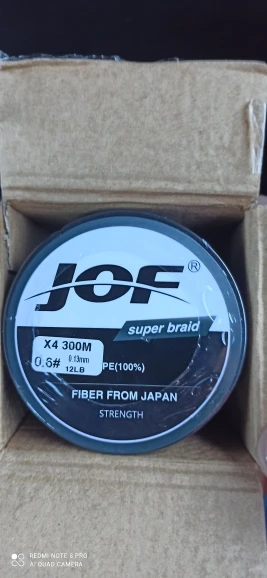 JOF®
super braid
X4 300M
0.6# 0.13mm
12LB
PE(100%)
FIBER FROM JAPAN
STRENGTH
REDMI NOTE 8 PRO
AI QUAD CAMERA